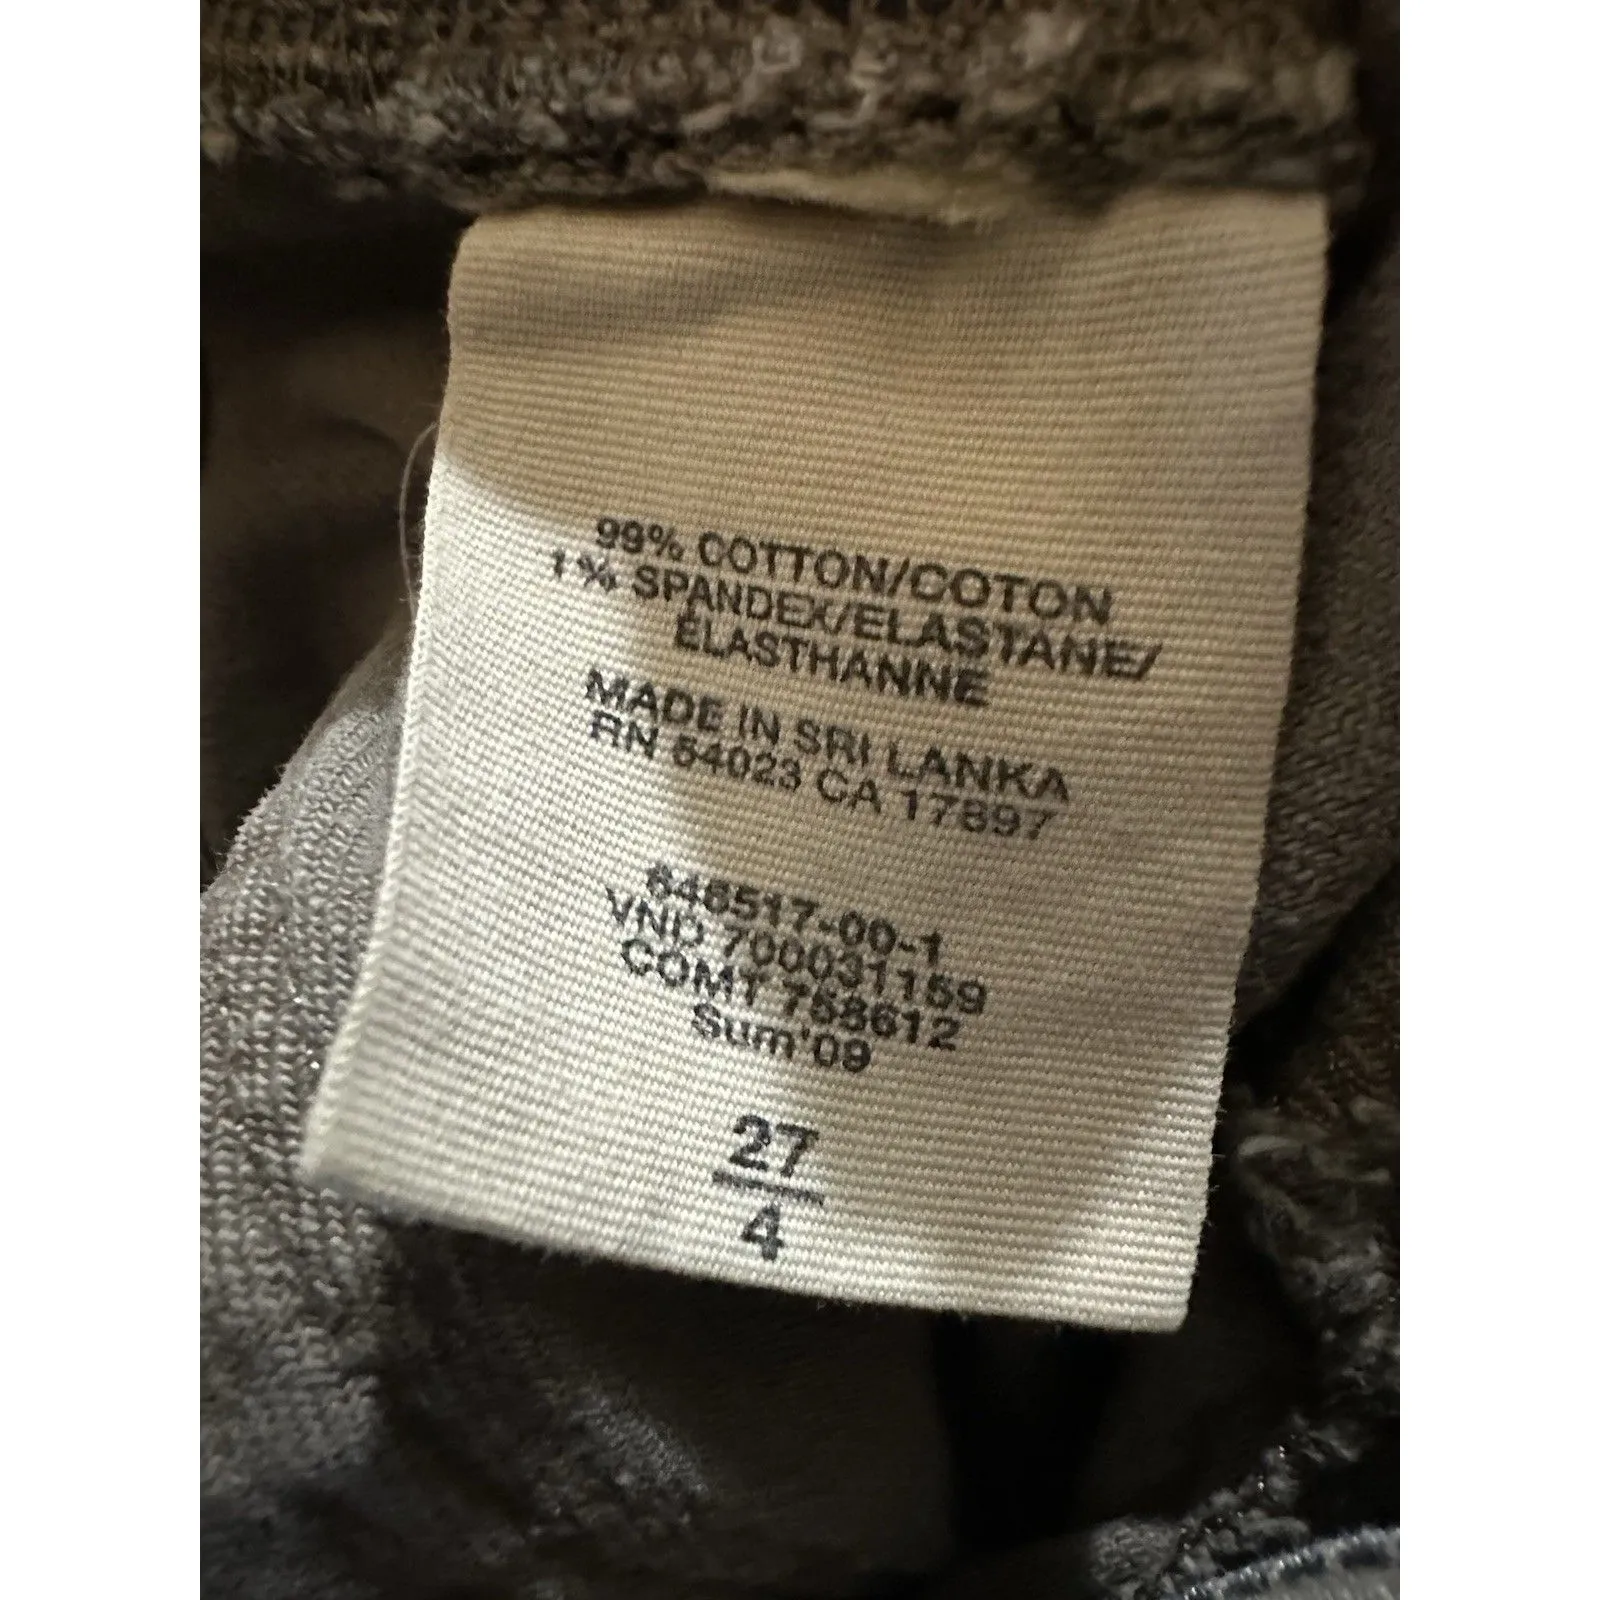 99% COTTON/COTON
1% SPANDEX/ELASTANE/
ÉLASTHANNE
MADE IN SRI LANKA
RN 54023 CA 17897
646517-00-1
VND 700031159
COMT 758612
Sum'09
27
4